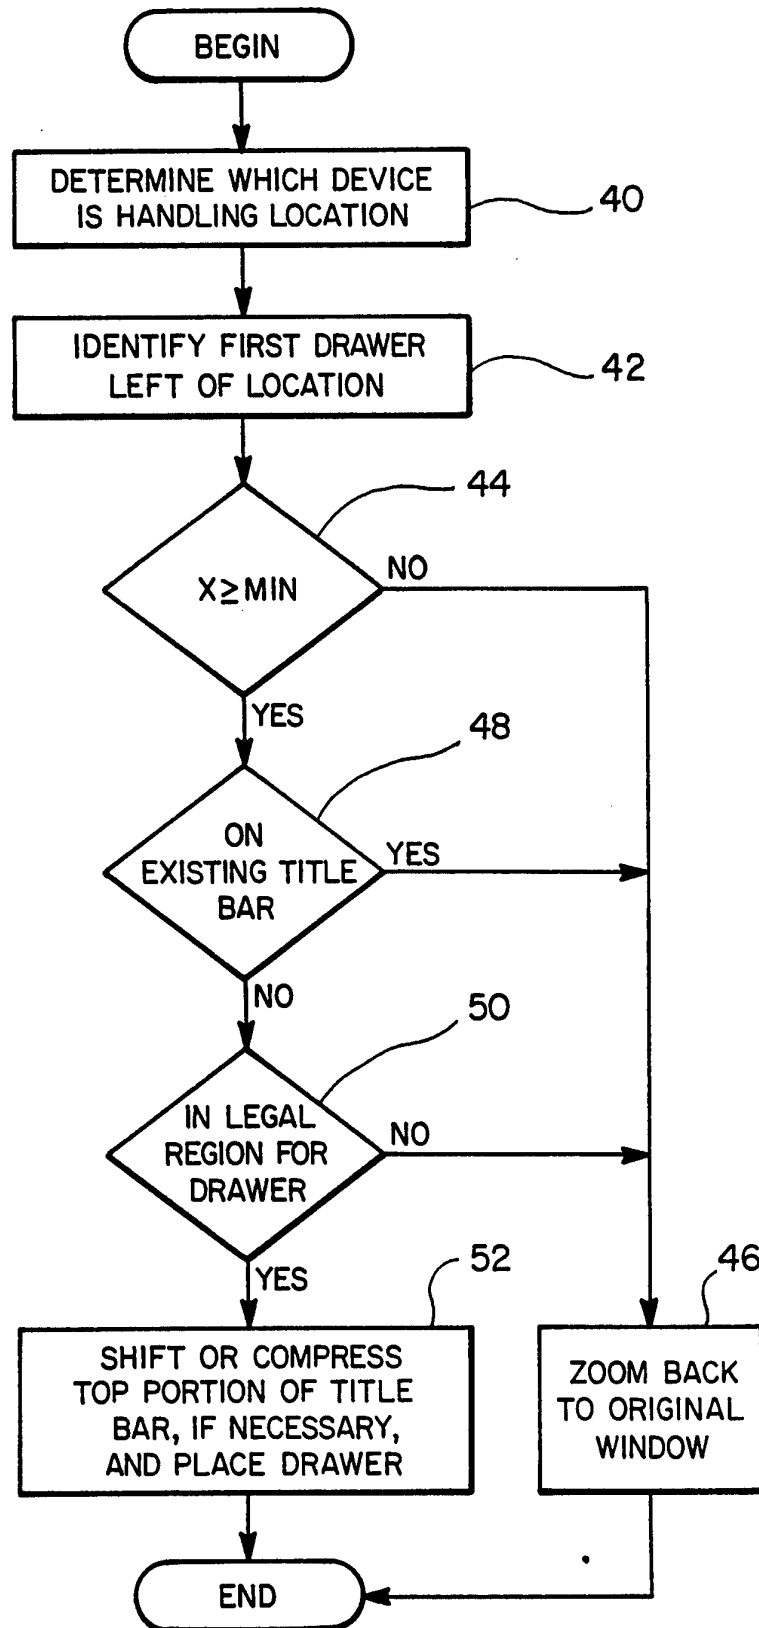 BEGIN
DETERMINE WHICH DEVICE
IS HANDLING LOCATION
40
IDENTIFY FIRST DRAWER
LEFT OF LOCATION
42
44
X≥MIN
NO
YES
48
ON
EXISTING TITLE
BAR
YES
NO
50
IN LEGAL
REGION FOR
DRAWER
NO
YES
52
46
SHIFT OR COMPRESS
TOP PORTION OF TITLE
BAR, IF NECESSARY,
AND PLACE DRAWER
ZOOM BACK
TO ORIGINAL
WINDOW
END